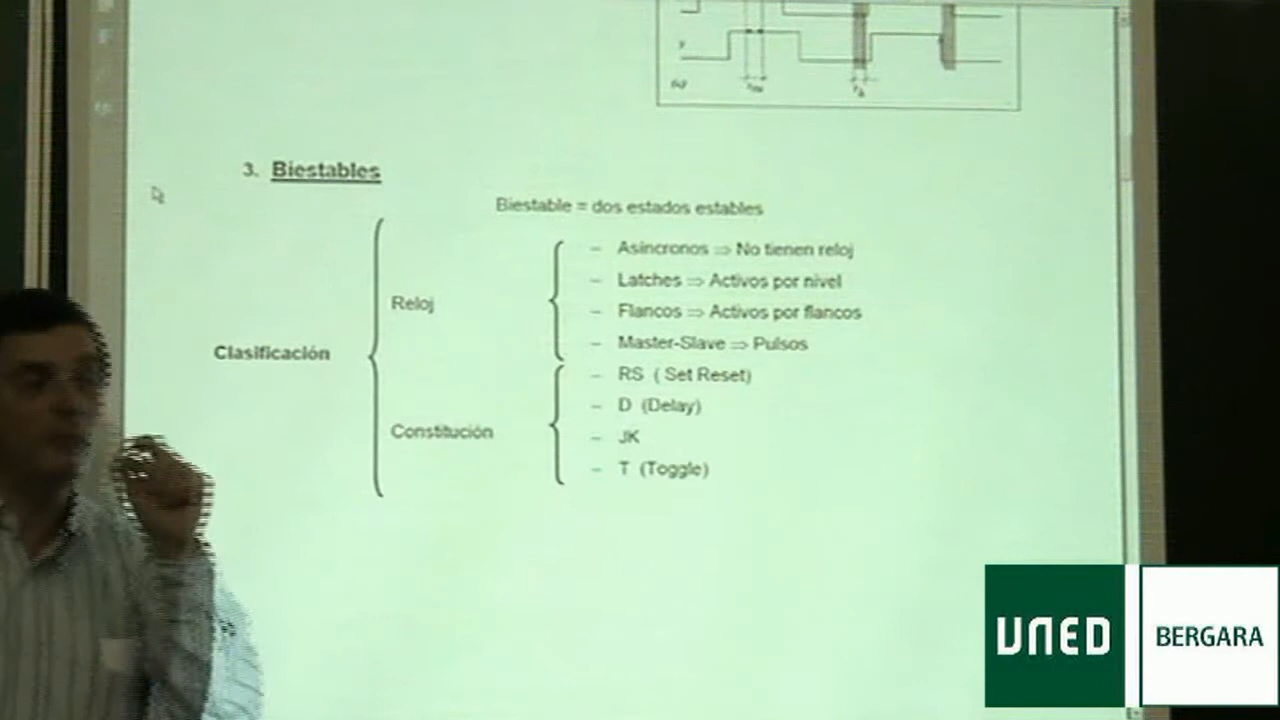 y
3. Biestables
Biestable = dos estados estables
Clasificación
Reloj
– Asíncronos ⇒ No tienen reloj
– Latches ⇒ Activos por nivel
– Flancos ⇒ Activos por flancos
– Master-Slave ⇒ Pulsos
Constitución
– RS ( Set Reset)
– D (Delay)
– JK
– T (Toggle)
UNED
BERGARA